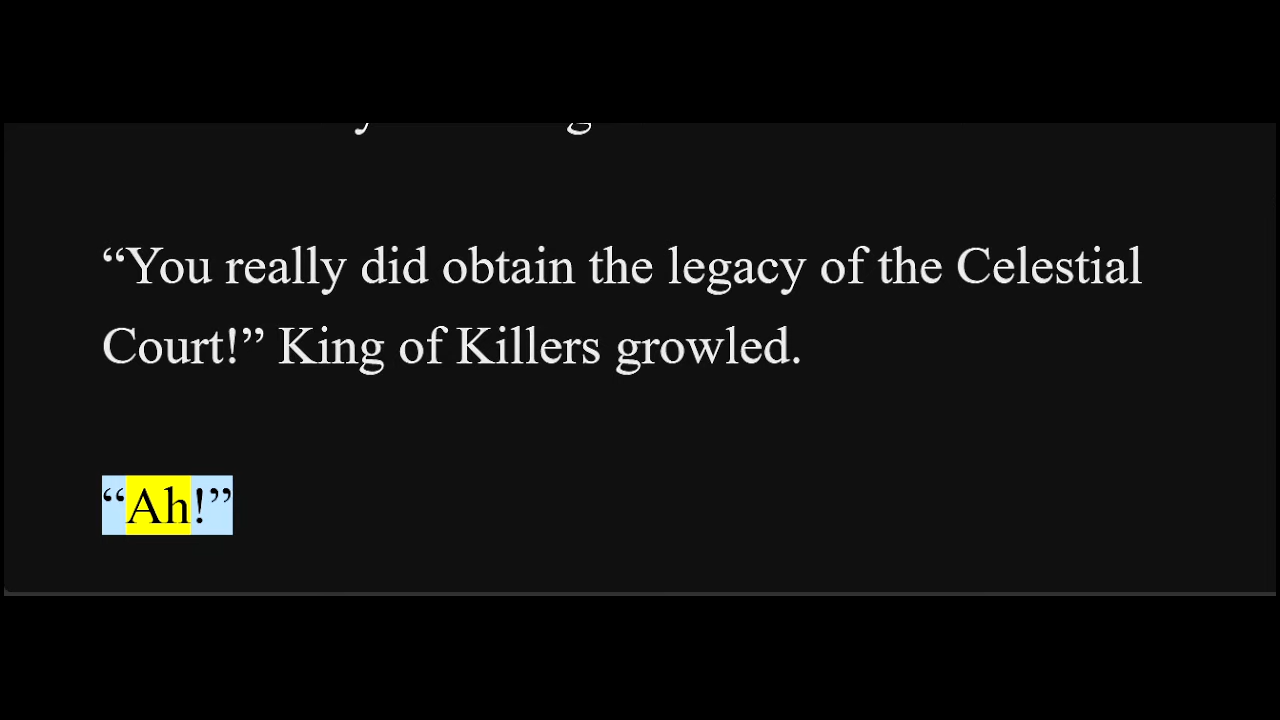 “You really did obtain the legacy of the Celestial
Court!” King of Killers growled.
“Ah!”